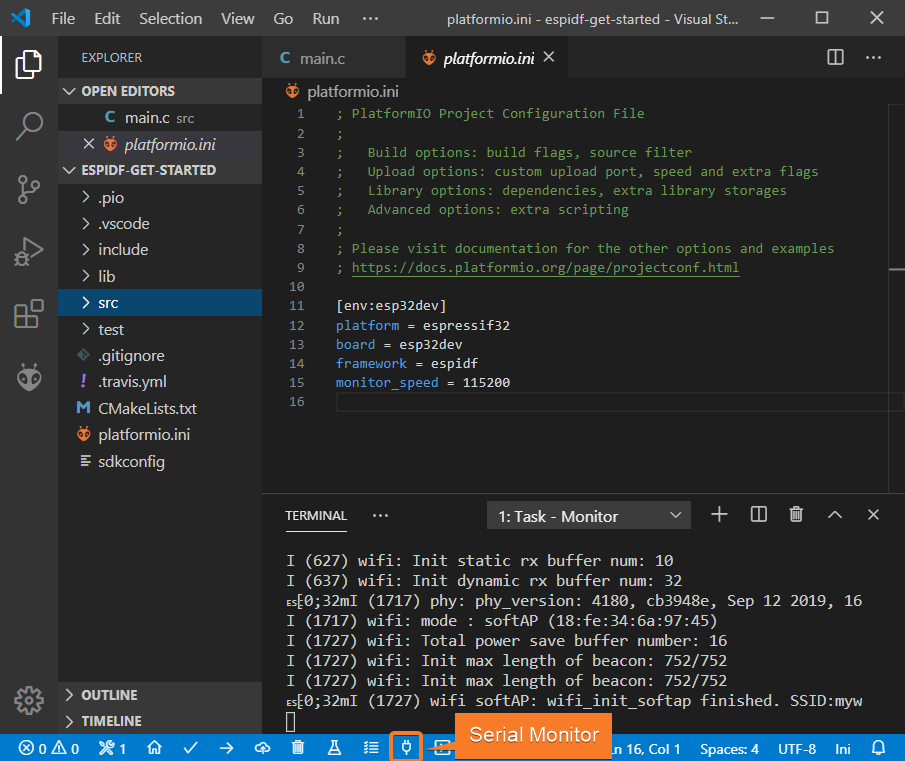 File Edit Selection View Go Run ··· platformio.ini - espidf-get-started - Visual St...
EXPLORER
OPEN EDITORS
C main.c src
platformio.ini
ESPIDF-GET-STARTED
.pio
.vscode
include
lib
src
test
.gitignore
! .travis.yml
M CMakeLists.txt
platformio.ini
sdkconfig
OUTLINE
TIMELINE
C main.c platformio.ini
platformio.ini
1 ; PlatformIO Project Configuration File
2 ;
3 ;   Build options: build flags, source filter
4 ;   Upload options: custom upload port, speed and extra flags
5 ;   Library options: dependencies, extra library storages
6 ;   Advanced options: extra scripting
7 ;
8 ; Please visit documentation for the other options and examples
9 ; https://docs.platformio.org/page/projectconf.html
10
11 [env:esp32dev]
12 platform = espressif32
13 board = esp32dev
14 framework = espidf
15 monitor_speed = 115200
16
TERMINAL ··· 1: Task - Monitor
I (627) wifi: Init static rx buffer num: 10
I (637) wifi: Init dynamic rx buffer num: 32
ESC[0;32mI (1717) phy: phy_version: 4180, cb3948e, Sep 12 2019, 16
I (1717) wifi: mode : softAP (18:fe:34:6a:97:45)
I (1727) wifi: Total power save buffer number: 16
I (1727) wifi: Init max length of beacon: 752/752
I (1727) wifi: Init max length of beacon: 752/752
ESC[0;32mI (1727) wifi softAP: wifi_init_softap finished. SSID:myw
Serial Monitor
0 0 1 Ln 16, Col 1 Spaces: 4 UTF-8 Ini